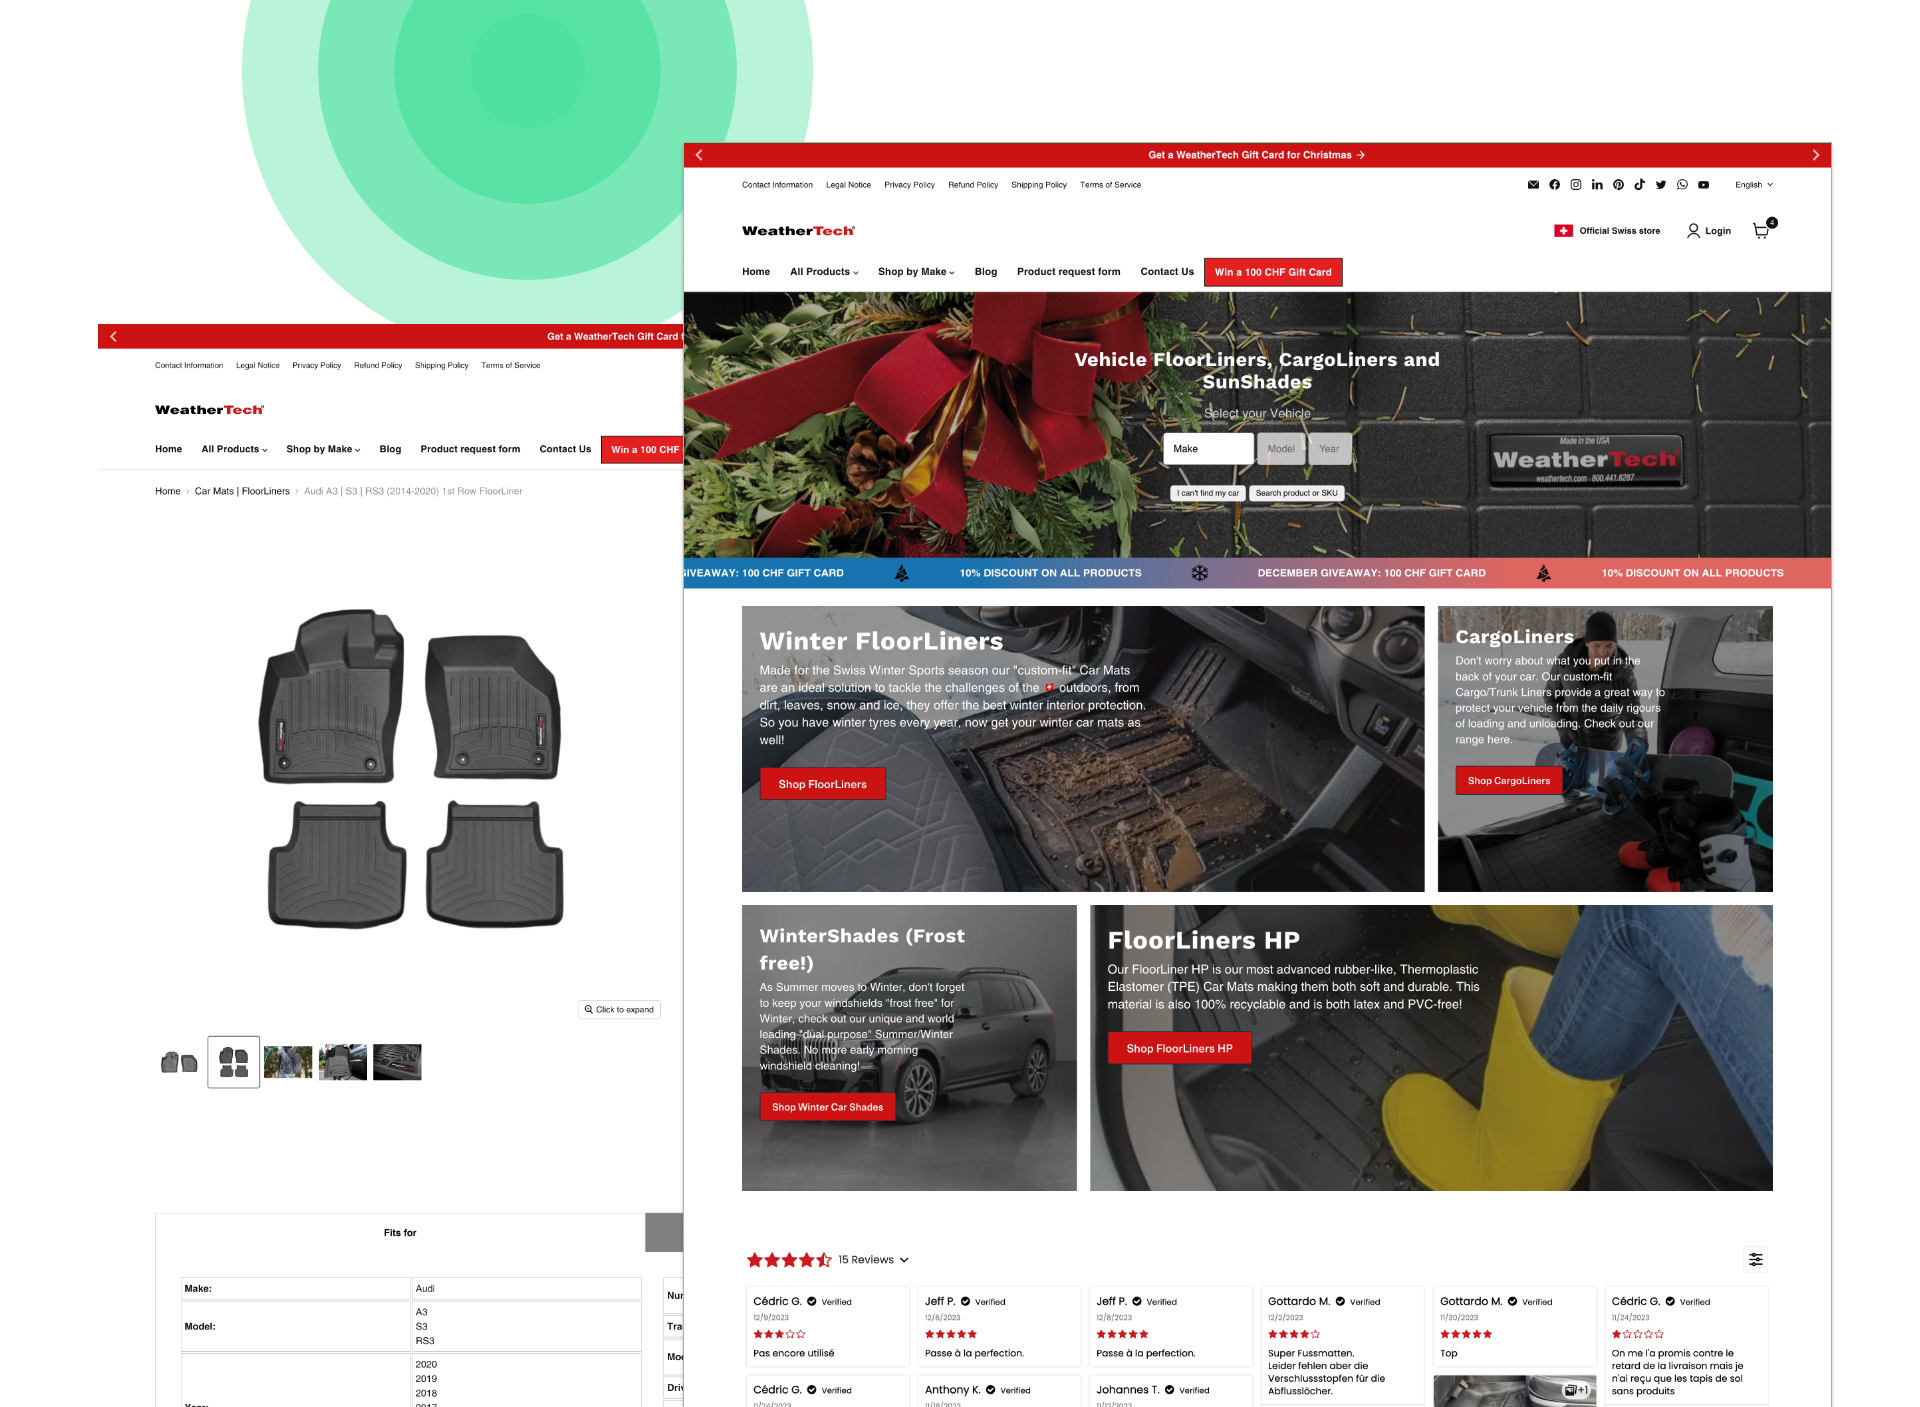 Get a WeatherTech Gift Card for Christmas →
Contact Information Legal Notice Privacy Policy Refund Policy Shipping Policy Terms of Service
English
WeatherTech
Official Swiss store
Login
4
Home All Products Shop by Make Blog Product request form Contact Us Win a 100 CHF Gift Card
Vehicle FloorLiners, CargoLiners and
SunShades
Select your Vehicle
Make Model Year
I can't find my car Search product or SKU
Made in the USA
WeatherTech
weathertech.com 800.441.6287
GIVEAWAY: 100 CHF GIFT CARD 10% DISCOUNT ON ALL PRODUCTS DECEMBER GIVEAWAY: 100 CHF GIFT CARD 10% DISCOUNT ON ALL PRODUCTS
Winter FloorLiners
Made for the Swiss Winter Sports season our "custom-fit" Car Mats
are an ideal solution to tackle the challenges of the 🇨🇭 outdoors, from
dirt, leaves, snow and ice, they offer the best winter interior protection.
So you have winter tyres every year, now get your winter car mats as
well!
Shop FloorLiners
CargoLiners
Don't worry about what you put in the
back of your car. Our custom-fit
Cargo/Trunk Liners provide a great way to
protect your vehicle from the daily rigours
of loading and unloading. Check out our
range here.
Shop CargoLiners
WinterShades (Frost
free!)
As Summer moves to Winter, don't forget
to keep your windshields "frost free" for
Winter, check out our unique and world
leading "dual purpose" Summer/Winter
Shades. No more early morning
windshield cleaning!
Shop Winter Car Shades
FloorLiners HP
Our FloorLiner HP is our most advanced rubber-like, Thermoplastic
Elastomer (TPE) Car Mats making them both soft and durable. This
material is also 100% recyclable and is both latex and PVC-free!
Shop FloorLiners HP
15 Reviews
Cédric G. Verified
12/9/2023
Pas encore utilisé
Jeff P. Verified
12/8/2023
Passe à la perfection.
Jeff P. Verified
12/8/2023
Passe à la perfection.
Gottardo M. Verified
12/2/2023
Super Fussmatten.
Leider fehlen aber die
Verschlussstopfen für die
Abflusslöcher.
Gottardo M. Verified
11/30/2023
Top
+1
Cédric G. Verified
11/24/2023
On me l'a promis contre le
retard de la livraison mais je
n'ai reçu que les tapis de sol
sans produits
Cédric G. Verified
11/24/2023
Anthony K. Verified
11/18/2023
Johannes T. Verified
11/12/2023
Get a WeatherTech Gift Card
Contact Information Legal Notice Privacy Policy Refund Policy Shipping Policy Terms of Service
WeatherTech
Home All Products Shop by Make Blog Product request form Contact Us Win a 100 CHF
Home › Car Mats | FloorLiners › Audi A3 | S3 | RS3 (2014-2020) 1st Row FloorLiner
Click to expand
Fits for
Make: Audi
Model:
A3
S3
RS3
Year:
2020
2019
2018
2017
Nu
Tra
Mo
Driv